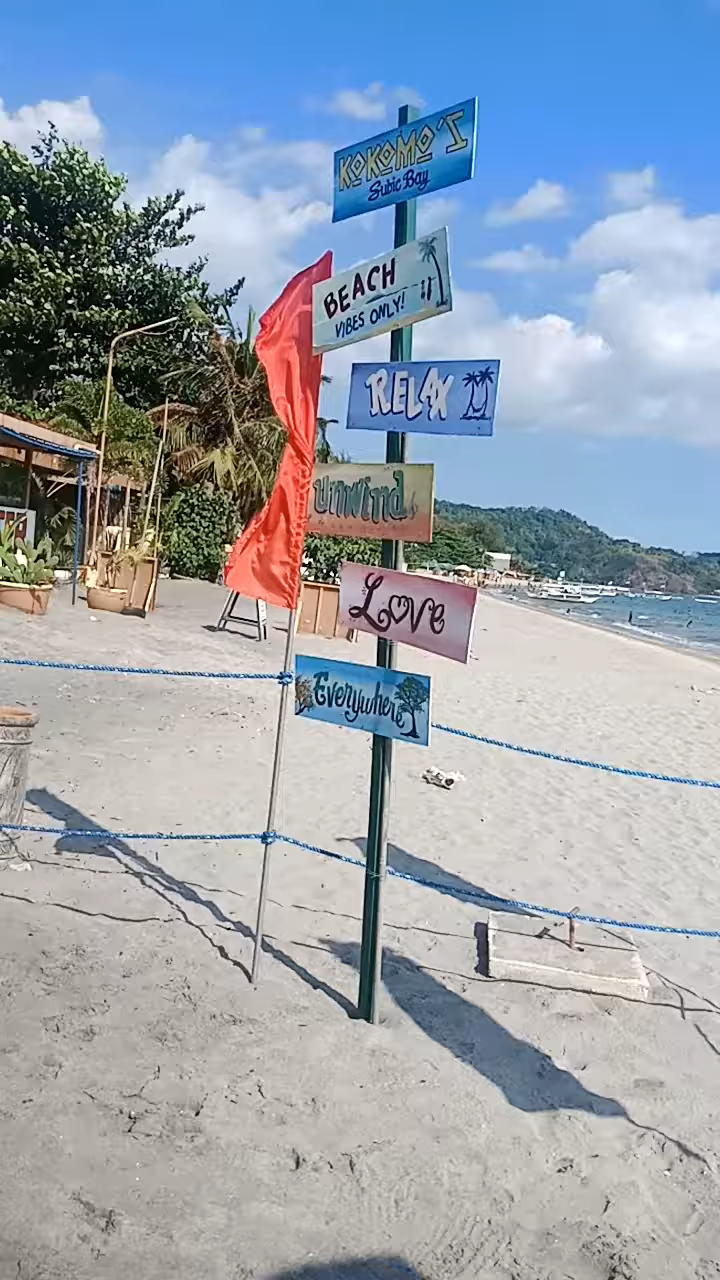 KOKOMO'S
Subic Bay
BEACH
VIBES ONLY!
RELAX
unwind
Love
Everywhere